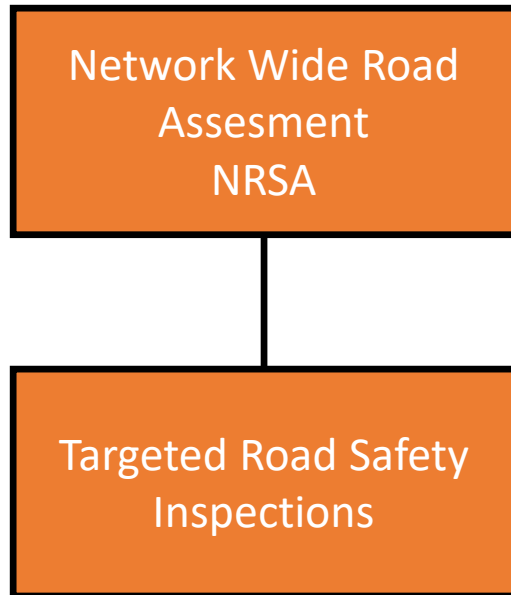 Network Wide Road
Assesment
NRSA
Targeted Road Safety
Inspections